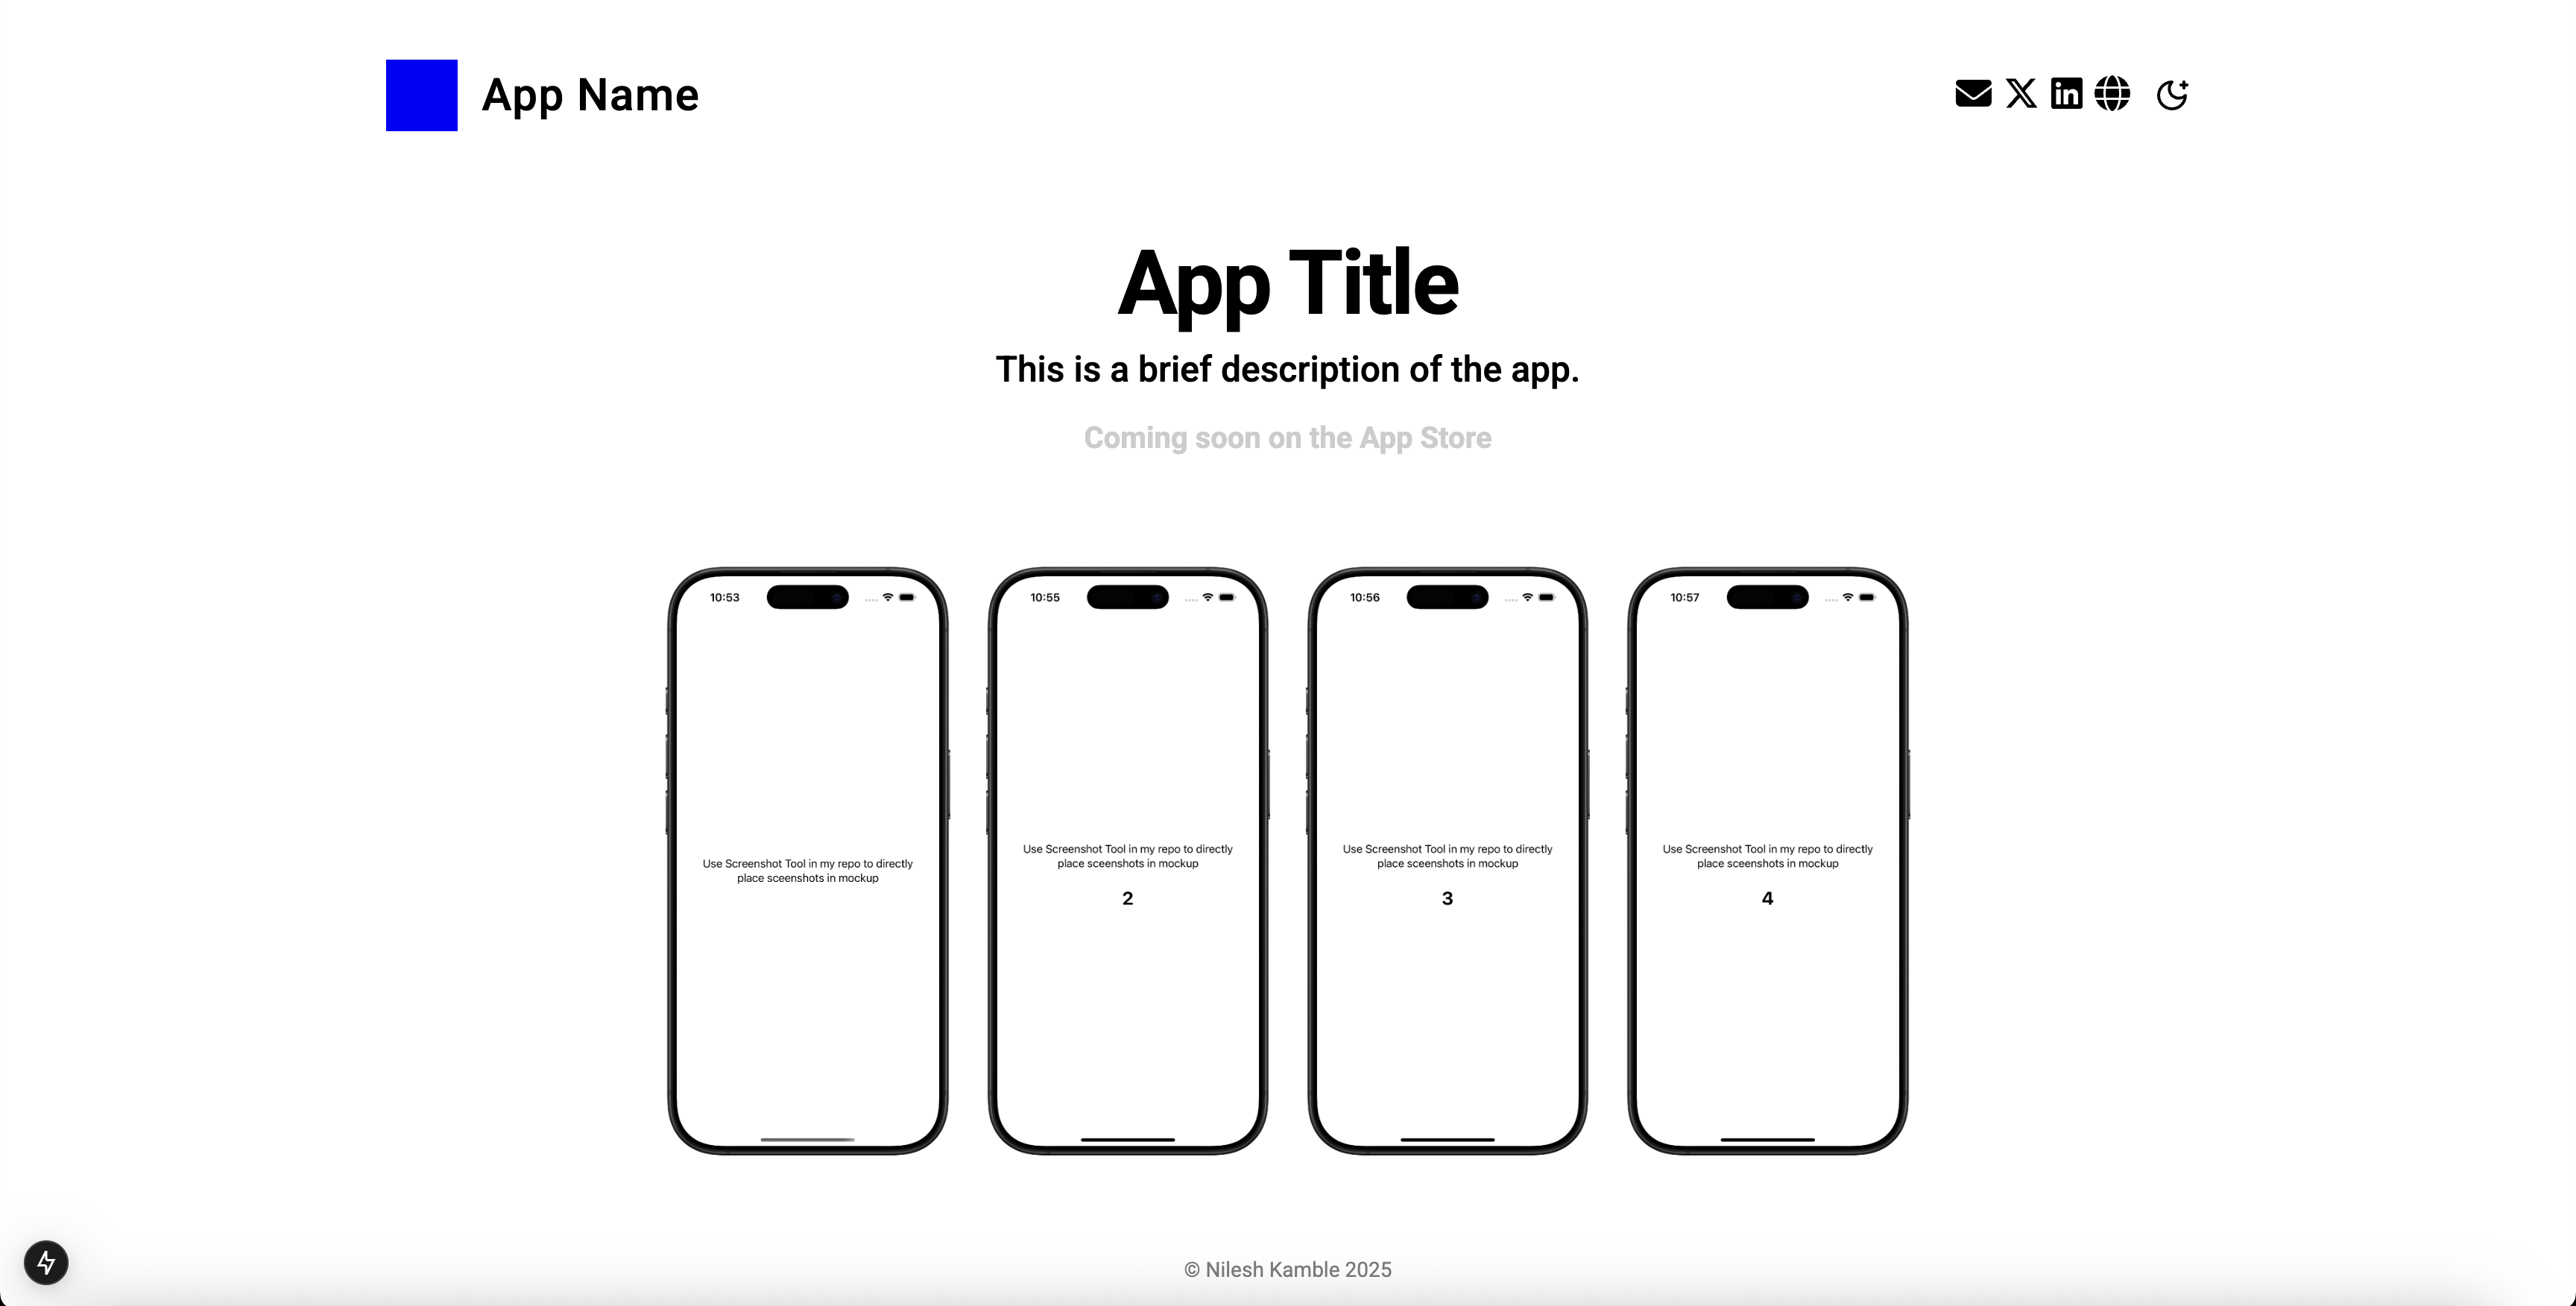 App Name
App Title
This is a brief description of the app.
Coming soon on the App Store
10:53
Use Screenshot Tool in my repo to directly
place sceenshots in mockup
10:55
Use Screenshot Tool in my repo to directly
place sceenshots in mockup
2
10:56
Use Screenshot Tool in my repo to directly
place sceenshots in mockup
3
10:57
Use Screenshot Tool in my repo to directly
place sceenshots in mockup
4
© Nilesh Kamble 2025